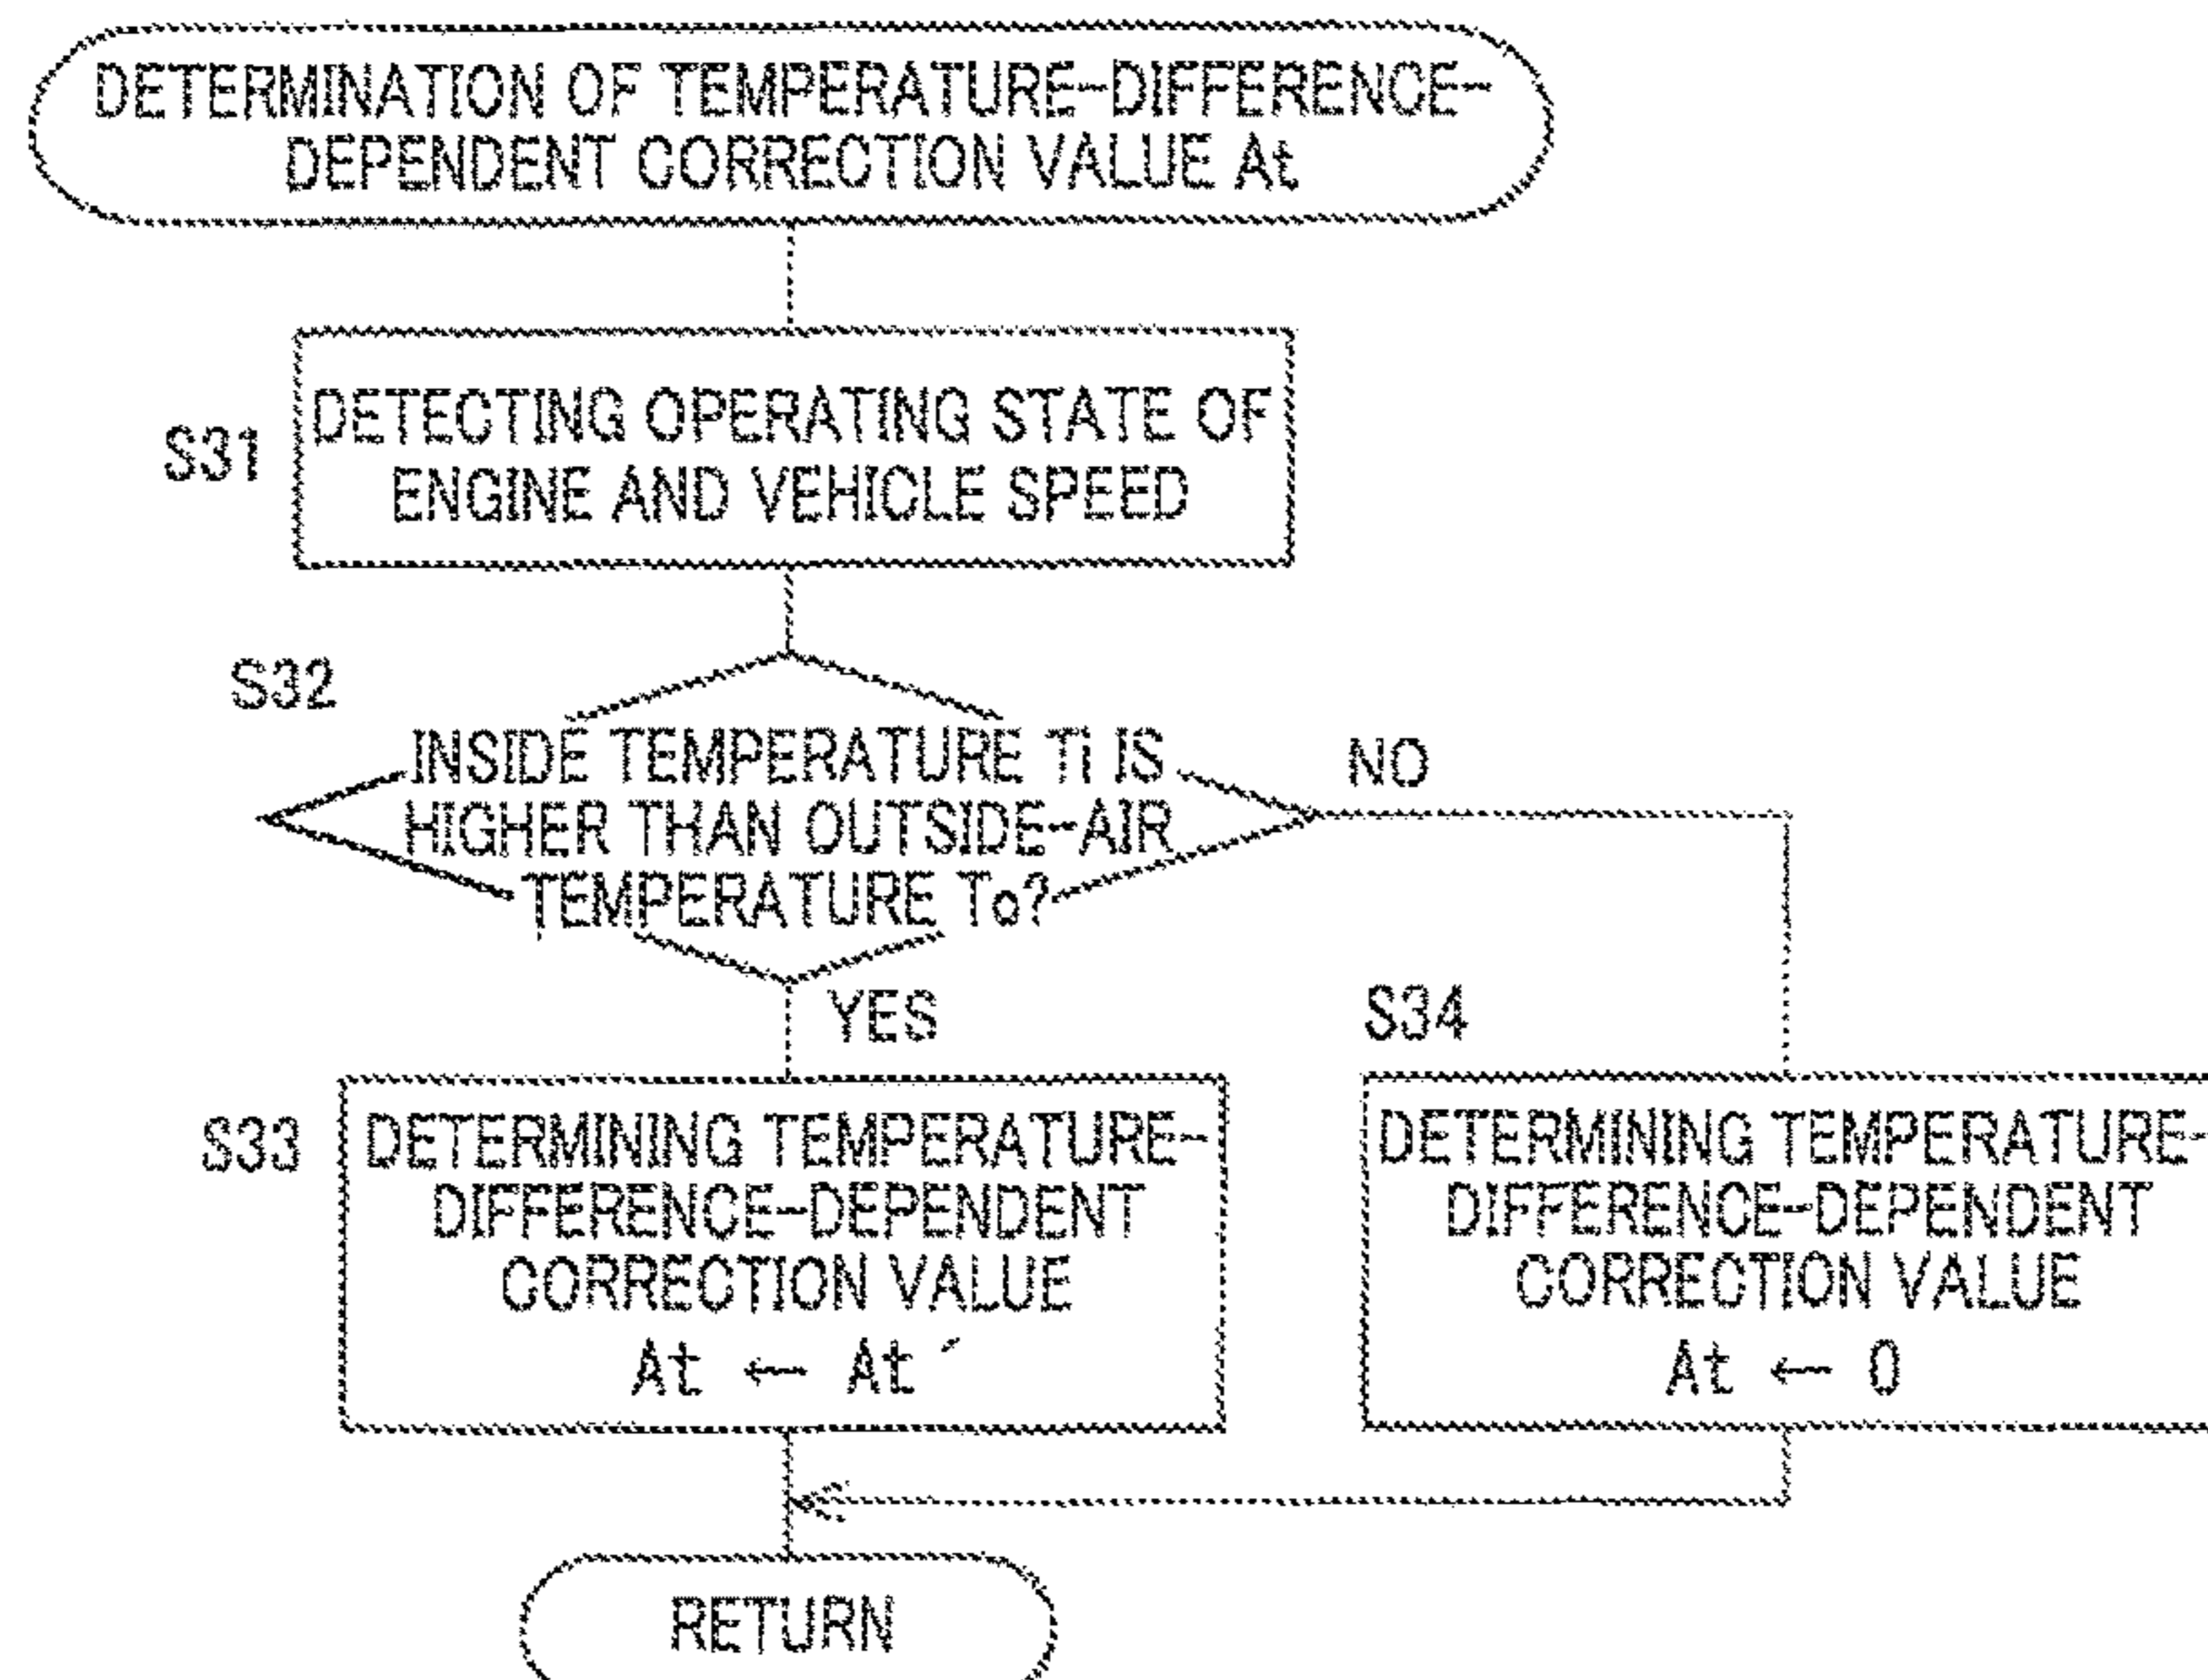 DETERMINATION OF TEMPERATURE-DIFFERENCE-
DEPENDENT CORRECTION VALUE At
S31
DETECTING OPERATING STATE OF
ENGINE AND VEHICLE SPEED
S32
INSIDE TEMPERATURE Ti IS
HIGHER THAN OUTSIDE-AIR
TEMPERATURE To?
NO
YES
S33
DETERMINING TEMPERATURE-
DIFFERENCE-DEPENDENT
CORRECTION VALUE
At ← At´
S34
DETERMINING TEMPERATURE-
DIFFERENCE-DEPENDENT
CORRECTION VALUE
At ← 0
RETURN